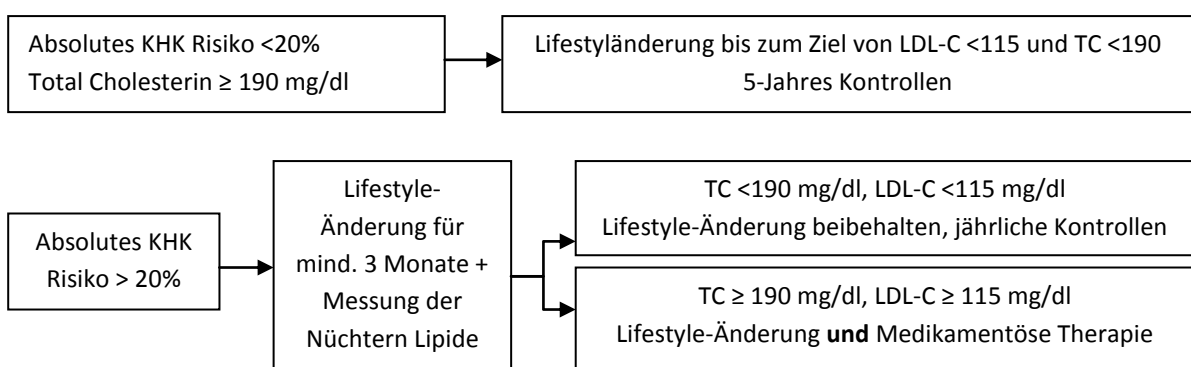 Absolutes KHK Risiko <20%
Total Cholesterin ≥ 190 mg/dl
Lifestyländerung bis zum Ziel von LDL-C <115 und TC <190
5-Jahres Kontrollen
Absolutes KHK
Risiko > 20%
Lifestyle-
Änderung für
mind. 3 Monate +
Messung der
Nüchtern Lipide
TC <190 mg/dl, LDL-C <115 mg/dl
Lifestyle-Änderung beibehalten, jährliche Kontrollen
TC ≥ 190 mg/dl, LDL-C ≥ 115 mg/dl
Lifestyle-Änderung und Medikamentöse Therapie